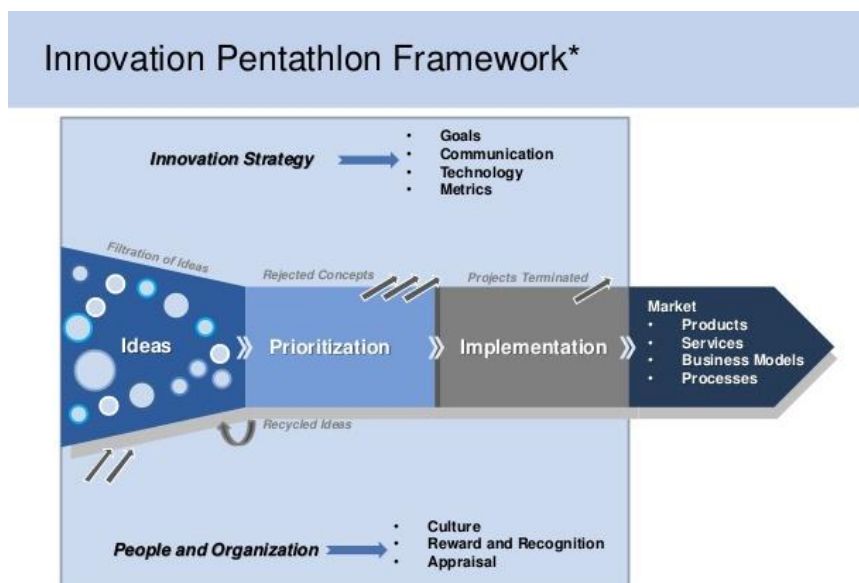 Innovation Pentathlon Framework*
Innovation Strategy
• Goals
• Communication
• Technology
• Metrics
Filtration of Ideas
Rejected Concepts
Projects Terminated
Ideas
Prioritization
Implementation
Market
• Products
• Services
• Business Models
• Processes
Recycled Ideas
People and Organization
• Culture
• Reward and Recognition
• Appraisal